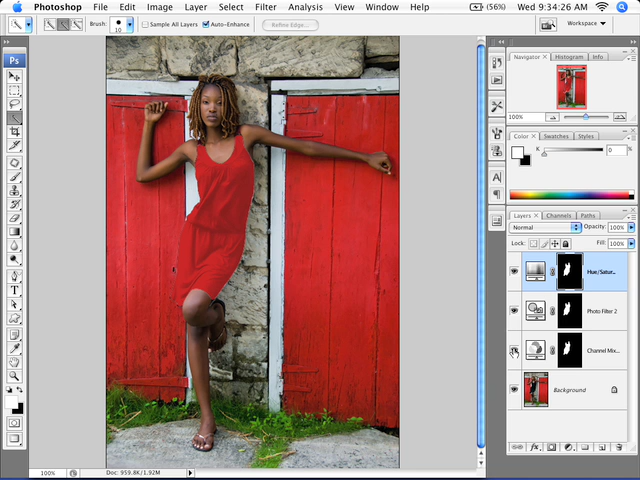 Photoshop File Edit Image Layer Select Filter Analysis View Window Help (56%) Wed 9:34:26 AM
Brush: 10 Sample All Layers Auto-Enhance Refine Edge... Workspace
Ps
Navigator × Histogram Info
100%
Color × Swatches Styles
K 0 %
Layers × Channels Paths
Normal Opacity: 100%
Lock: Fill: 100%
Hue/Satur...
Photo Filter 2
Channel Mix...
Background
100% Doc: 959.8K/1.92M